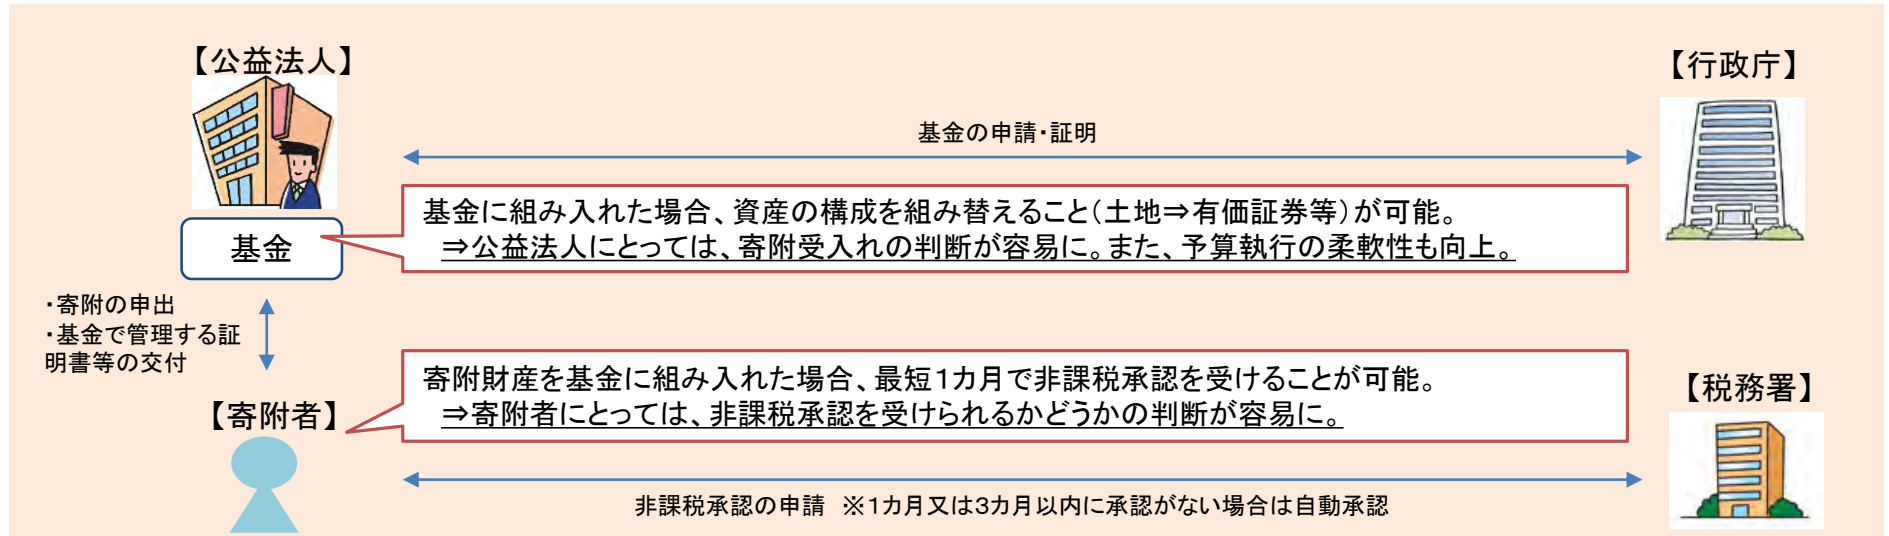 【公益法人】
【行政庁】
基金の申請・証明
基金に組み入れた場合、資産の構成を組み替えること(土地⇒有価証券等)が可能。
⇒公益法人にとっては、寄附受入れの判断が容易に。また、予算執行の柔軟性も向上。
基金
・寄附の申出
・基金で管理する証
明書等の交付
寄附財産を基金に組み入れた場合、最短1カ月で非課税承認を受けることが可能。
⇒寄附者にとっては、非課税承認を受けられるかどうかの判断が容易に。
【寄附者】
【税務署】
非課税承認の申請 ※1カ月又は3カ月以内に承認がない場合は自動承認